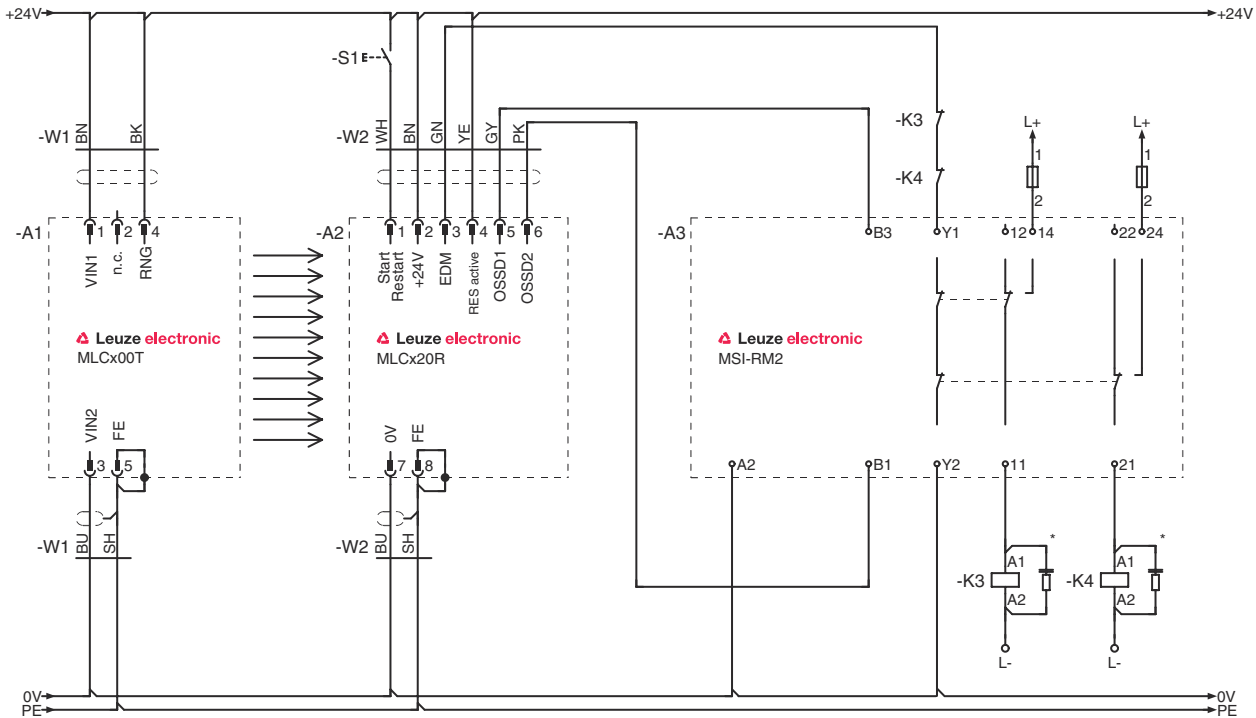 +24V +24V
-S1
-K3
L+ L+
-W1 BN BK
-W2 WH BN GN YE GY PK
1 1
-K4
2 2
-A1 1 2 4
-A2 1 2 3 4 5 6
-A3 B3 Y1 12 14 22 24
VIN1 n.c. RNG
Start
Restart
+24V
EDM
RES active
OSSD1
OSSD2
Leuze electronic
MLCx00T
Leuze electronic
MLCx20R
Leuze electronic
MSI-RM2
VIN2 FE
0V FE
3 5
7 8
A2 B1 Y2 11 21
-W1 BU SH
-W2 BU SH
* *
-K3 A1 A2
-K4 A1 A2
L- L-
0V 0V
PE PE